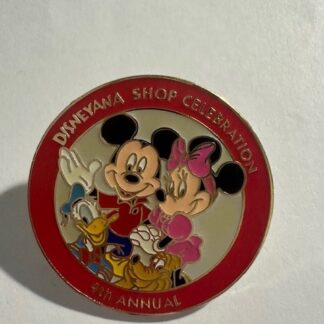 DISNEYANA SHOP CELEBRATION
4th ANNUAL